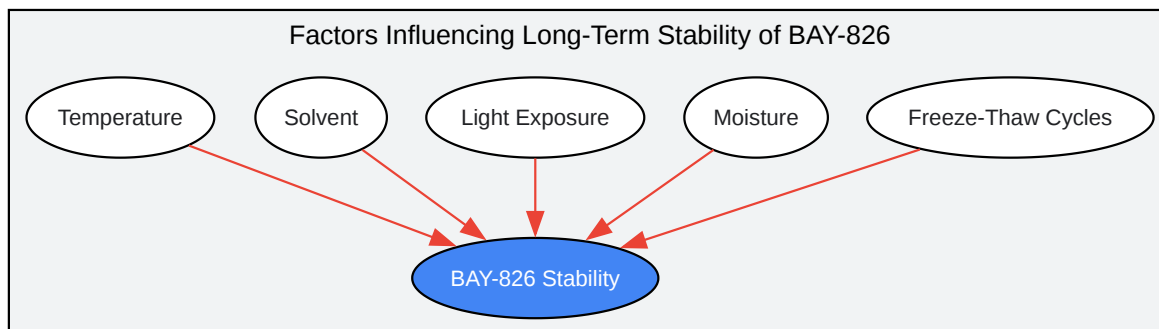 Factors Influencing Long-Term Stability of BAY-826
Temperature
Solvent
Light Exposure
Moisture
Freeze-Thaw Cycles
BAY-826 Stability